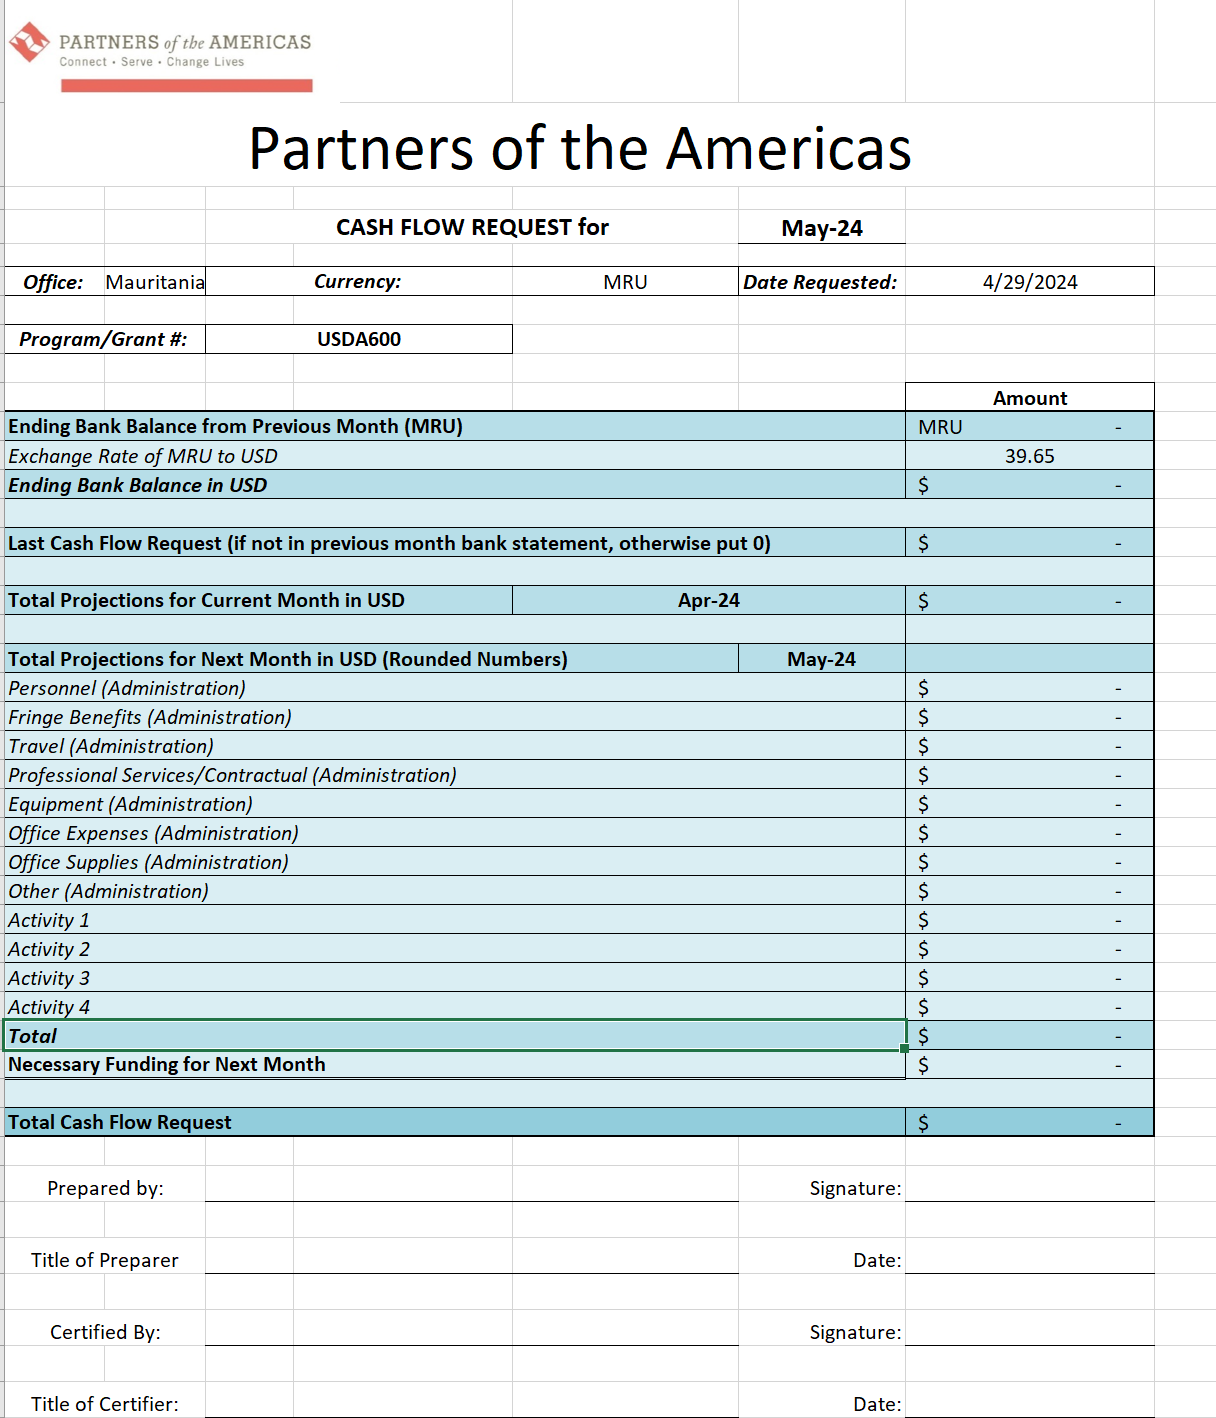 PARTNERS of the AMERICAS
Connect • Serve • Change Lives
Partners of the Americas
CASH FLOW REQUEST for May-24
Office: Mauritania Currency: MRU Date Requested: 4/29/2024
Program/Grant #: USDA600
Amount
Ending Bank Balance from Previous Month (MRU) MRU -
Exchange Rate of MRU to USD 39.65
Ending Bank Balance in USD $ -
Last Cash Flow Request (if not in previous month bank statement, otherwise put 0) $ -
Total Projections for Current Month in USD Apr-24 $ -
Total Projections for Next Month in USD (Rounded Numbers) May-24
Personnel (Administration) $ -
Fringe Benefits (Administration) $ -
Travel (Administration) $ -
Professional Services/Contractual (Administration) $ -
Equipment (Administration) $ -
Office Expenses (Administration) $ -
Office Supplies (Administration) $ -
Other (Administration) $ -
Activity 1 $ -
Activity 2 $ -
Activity 3 $ -
Activity 4 $ -
Total $ -
Necessary Funding for Next Month $ -
Total Cash Flow Request $ -
Prepared by: Signature:
Title of Preparer Date:
Certified By: Signature:
Title of Certifier: Date: